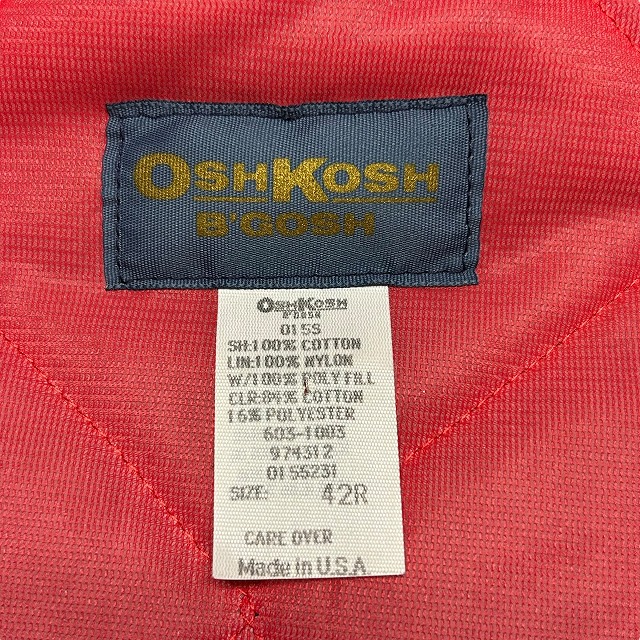 OSHKOSH
B'GOSH
OSHKOSH
B'GOSH
0155
SH:100% COTTON
LIN:100% NYLON
W/100% POLY FILL
CLR:84% COTTON
16% POLYESTER
603-1003
974312
0155231
SIZE: 42R
CARE OVER
Made in U.S.A.